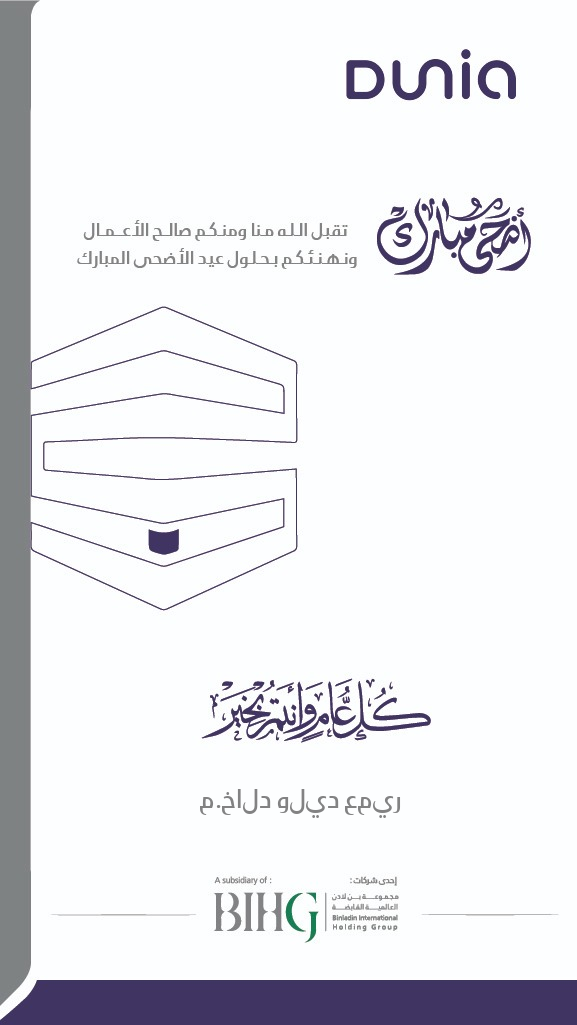 DUNIA
أضحى مبارك
تقبل الله منا ومنكم صالح الأعمال
ونهنئكم بحلول عيد الأضحى المبارك
كل عام وأنتم بخير
ريمع ديلو دلاخ.م
إحدى شركات :
A subsidiary of :
BIHG
مجموعة بن لادن
العالمية القابضة
Binladin International
Holding Group